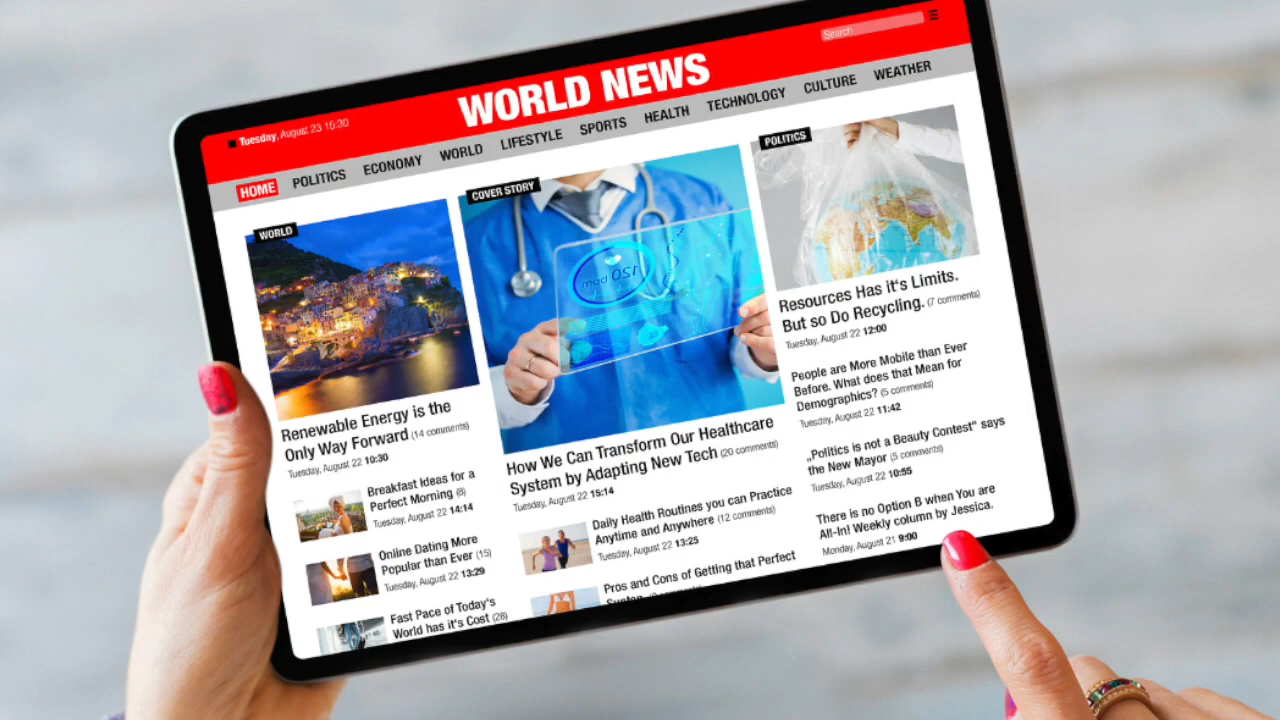 Search
WORLD NEWS
Tuesday, August 23 15:30
HOME POLITICS ECONOMY WORLD LIFESTYLE SPORTS HEALTH TECHNOLOGY CULTURE WEATHER
WORLD
Renewable Energy is the
Only Way Forward (14 comments)
Tuesday, August 22 10:30
Breakfast Ideas for a
Perfect Morning (8)
Tuesday, August 22 14:14
Online Dating More
Popular than Ever (15)
Tuesday, August 22 13:29
Fast Pace of Today's
World has it's Cost (28)
COVER STORY
How We Can Transform Our Healthcare
System by Adapting New Tech (20 comments)
Tuesday, August 22 15:14
Daily Health Routines you can Practice
Anytime and Anywhere (12 comments)
Tuesday, August 22 13:25
Pros and Cons of Getting that Perfect
POLITICS
Resources Has it's Limits.
But so Do Recycling. (7 comments)
Tuesday, August 22 12:00
People are More Mobile than Ever
Before. What does that Mean for
Demographics? (5 comments)
Tuesday, August 22 11:42
„Politics is not a Beauty Contest“ says
the New Mayor (5 comments)
Tuesday, August 22 10:55
There is no Option B when You are
All-In! Weekly column by Jessica.
Monday, August 21 9:00